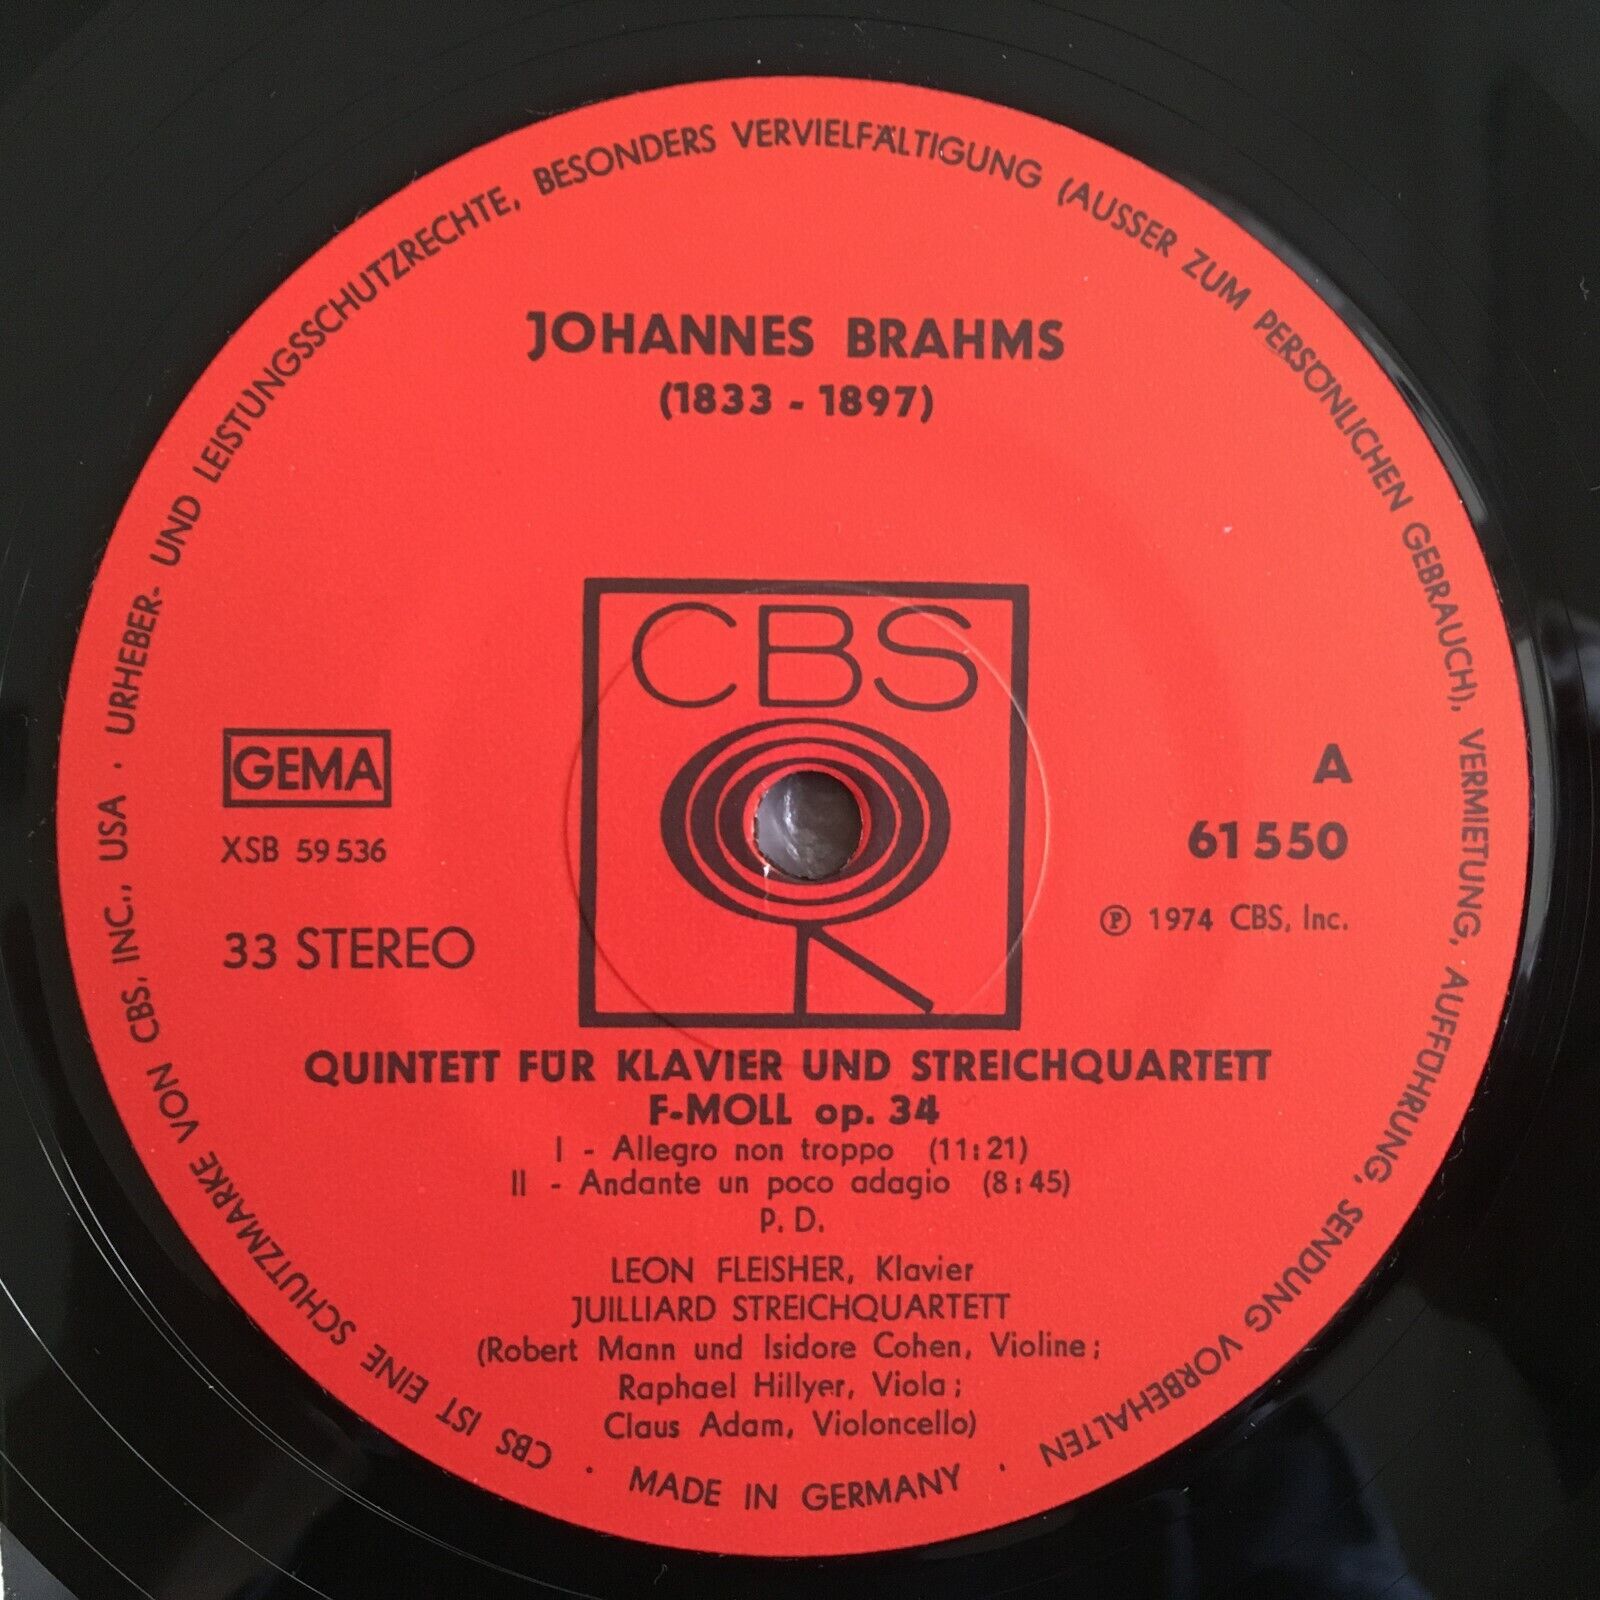 CBS IST EINE SCHUTZMARKE VON CBS, INC., USA · URHEBER- UND LEISTUNGSSCHUTZRECHTE, BESONDERS VERVIELFÄLTIGUNG (AUSSER ZUM PERSÖNLICHEN GEBRAUCH), VERMIETUNG, AUFFÜHRUNG, SENDUNG VORBEHALTEN ·
JOHANNES BRAHMS
(1833 - 1897)
CBS
GEMA
XSB 59 536
33 STEREO
A
61 550
℗ 1974 CBS, Inc.
QUINTETT FÜR KLAVIER UND STREICHQUARTETT
F-MOLL op. 34
I - Allegro non troppo (11:21)
II - Andante un poco adagio (8:45)
P. D.
LEON FLEISHER, Klavier
JUILLIARD STREICHQUARTETT
(Robert Mann und Isidore Cohen, Violine;
Raphael Hillyer, Viola;
Claus Adam, Violoncello)
· MADE IN GERMANY ·